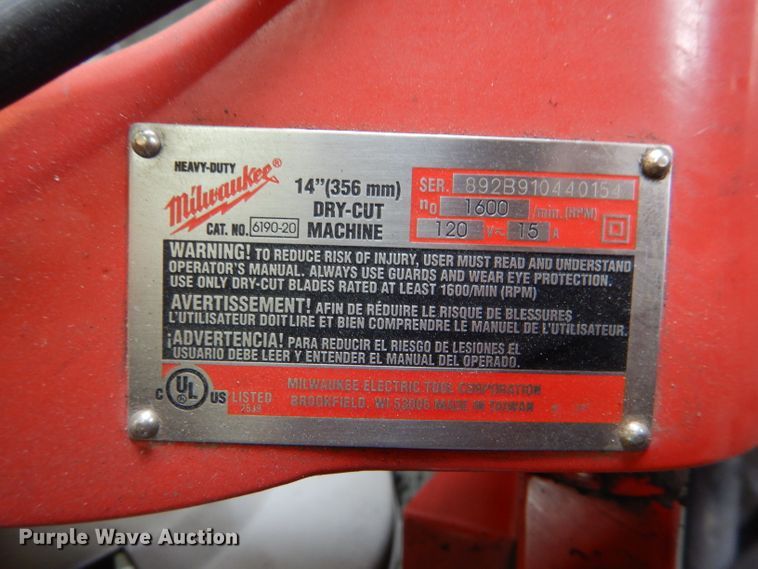 HEAVY-DUTY
Milwaukee®
CAT. NO. 6190-20
14"(356 mm)
DRY-CUT
MACHINE
SER. 892B910440154
n0 1600 /min. (RPM)
120 V~ 15 A
WARNING! TO REDUCE RISK OF INJURY, USER MUST READ AND UNDERSTAND
OPERATOR'S MANUAL. ALWAYS USE GUARDS AND WEAR EYE PROTECTION.
USE ONLY DRY-CUT BLADES RATED AT LEAST 1600/MIN (RPM)
AVERTISSEMENT! AFIN DE RÉDUIRE LE RISQUE DE BLESSURES
L'UTILISATEUR DOIT LIRE ET BIEN COMPRENDRE LE MANUEL DE L'UTILISATEUR.
¡ADVERTENCIA! PARA REDUCIR EL RIESGO DE LESIONES EL
USUARIO DEBE LEER Y ENTENDER EL MANUAL DEL OPERADO.
C UL® US LISTED
MILWAUKEE ELECTRIC TOOL CORPORATION
BROOKFIELD, WI 53005 MADE IN TAIWAN
Purple Wave Auction